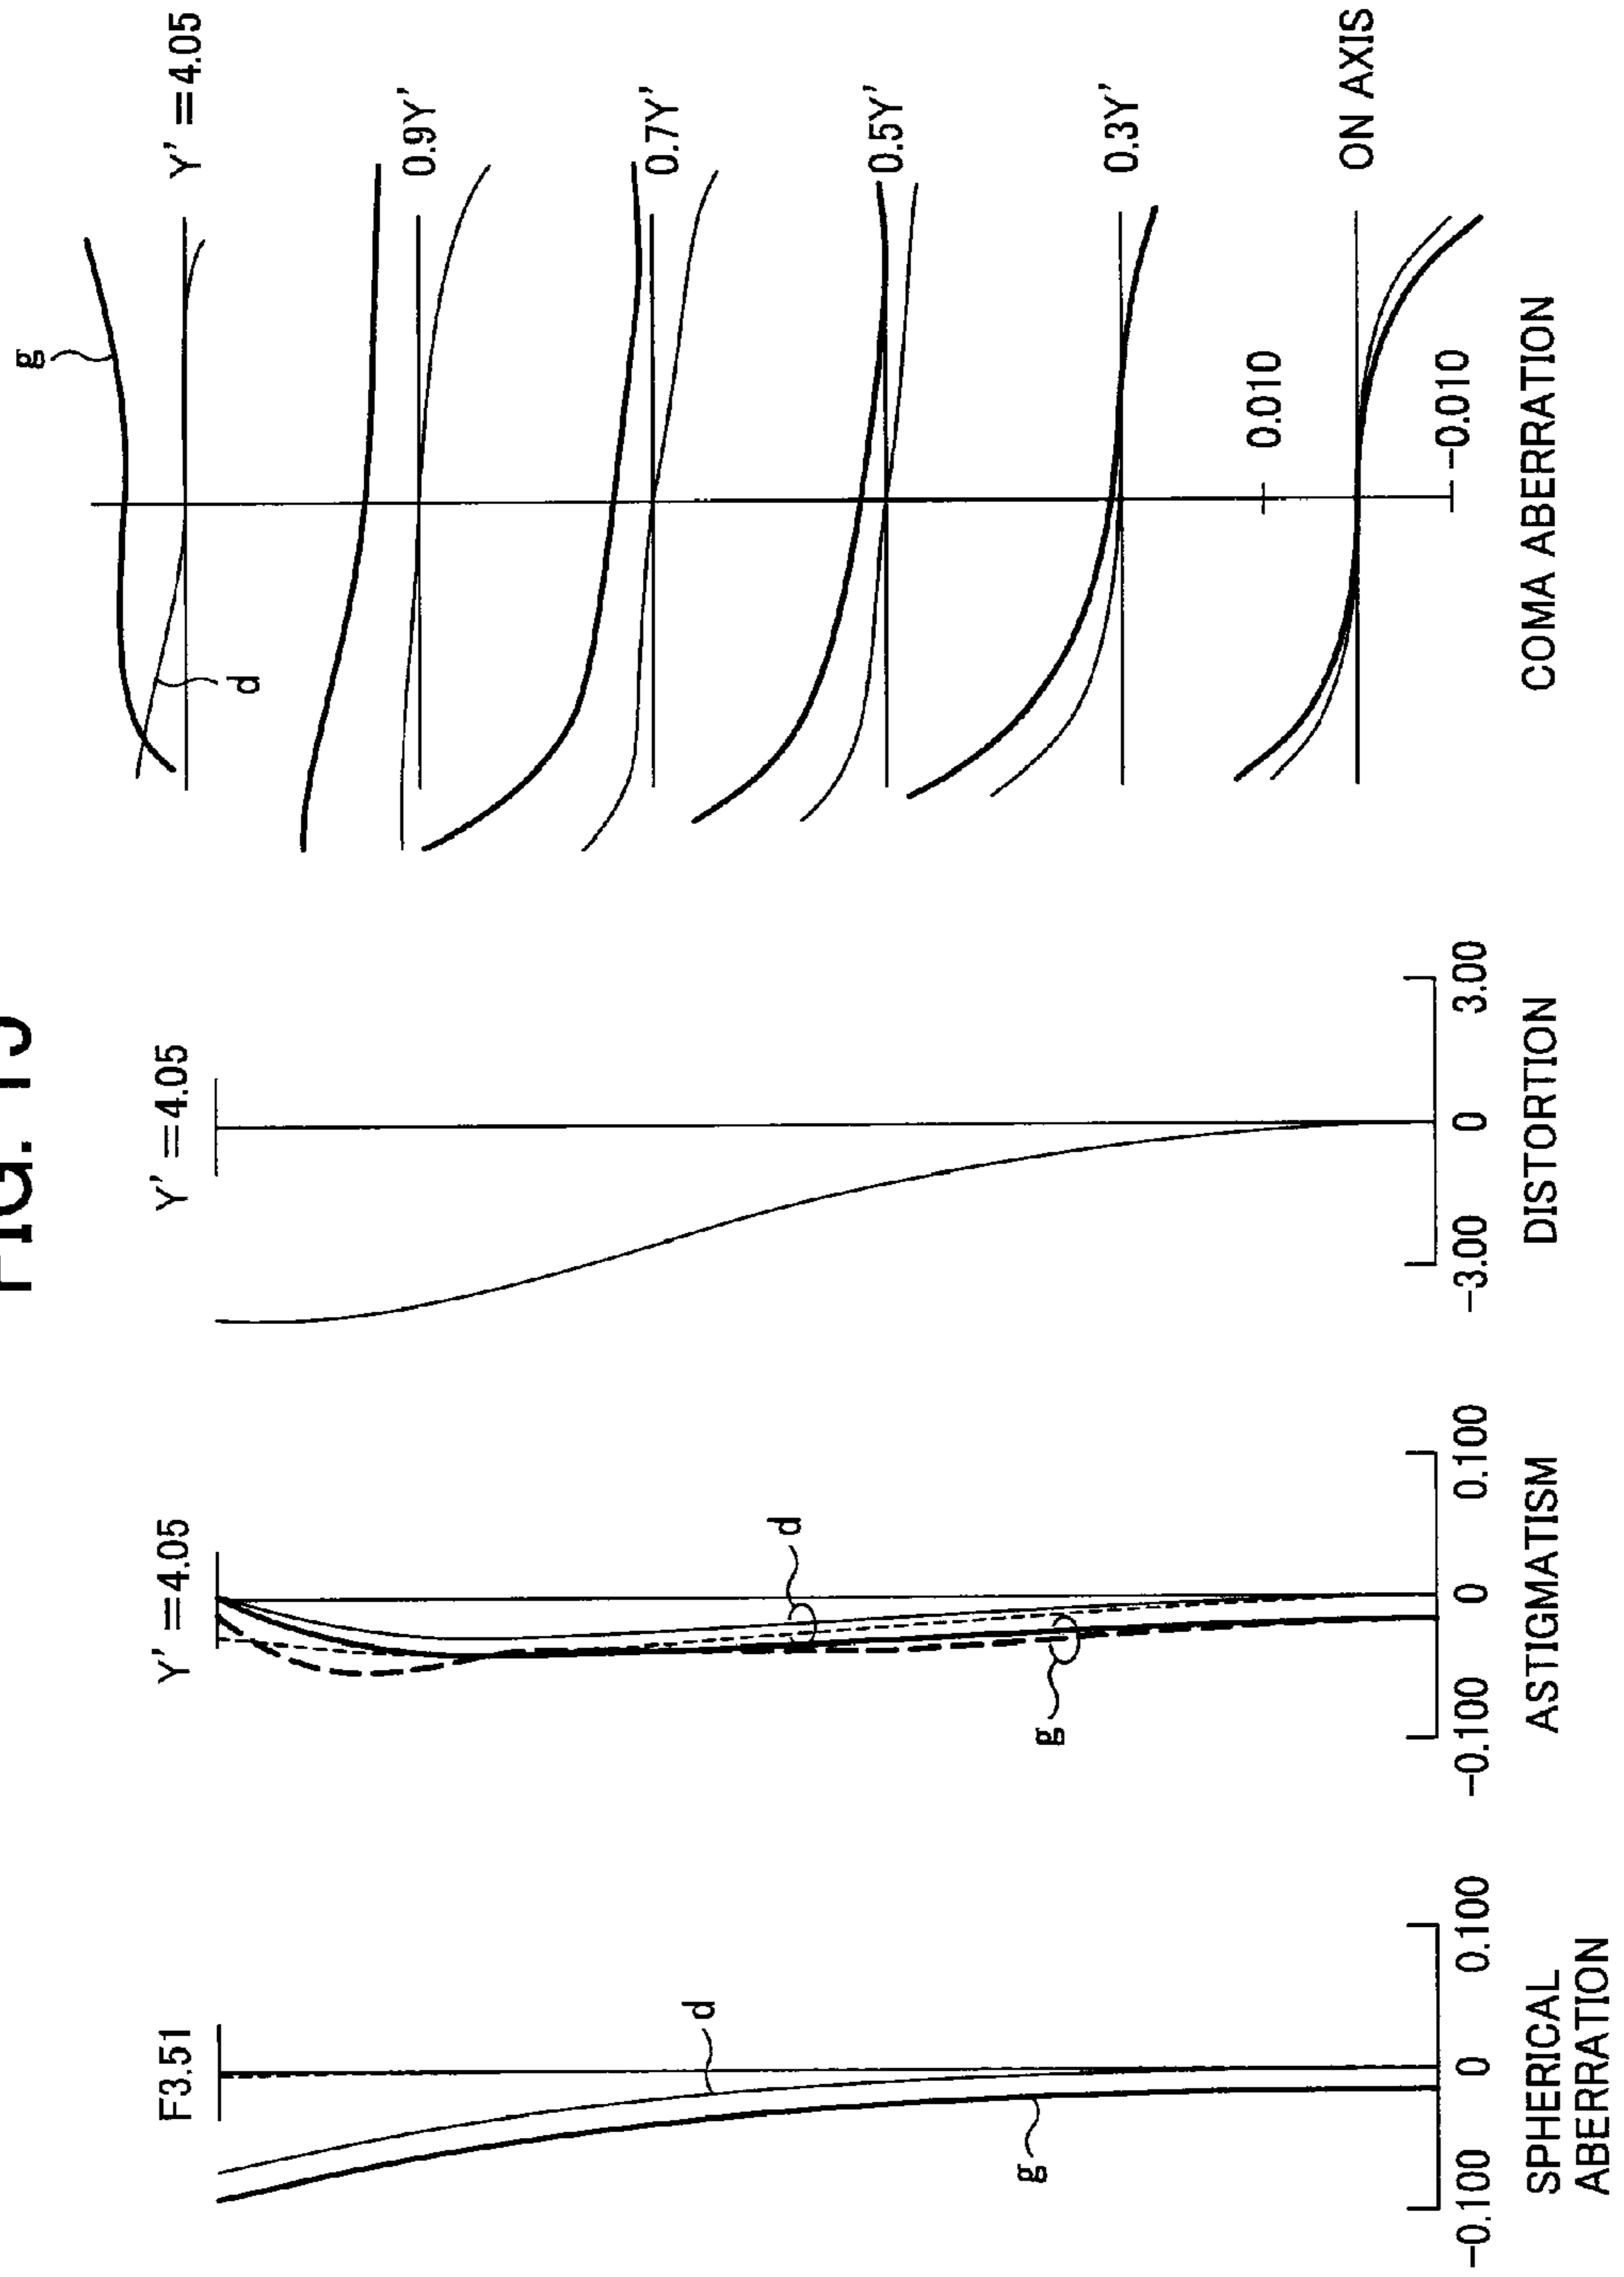 FIG.
F3.51
d
g
-0.100 0 0.100
SPHERICAL
ABERRATION
Y' =4.05
d
g
-0.100 0 0.100
ASTIGMATISM
Y' =4.05
-3.00 0 3.00
DISTORTION
g
Y' =4.05
d
0.9Y'
0.7Y'
0.5Y'
0.3Y'
0.010
ON AXIS
-0.010
COMA ABERRATION